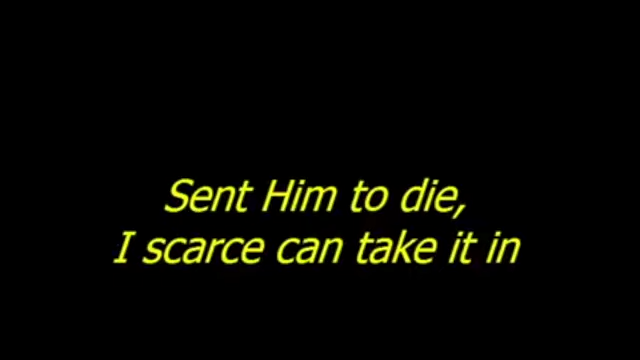 Sent Him to die,
I scarce can take it in